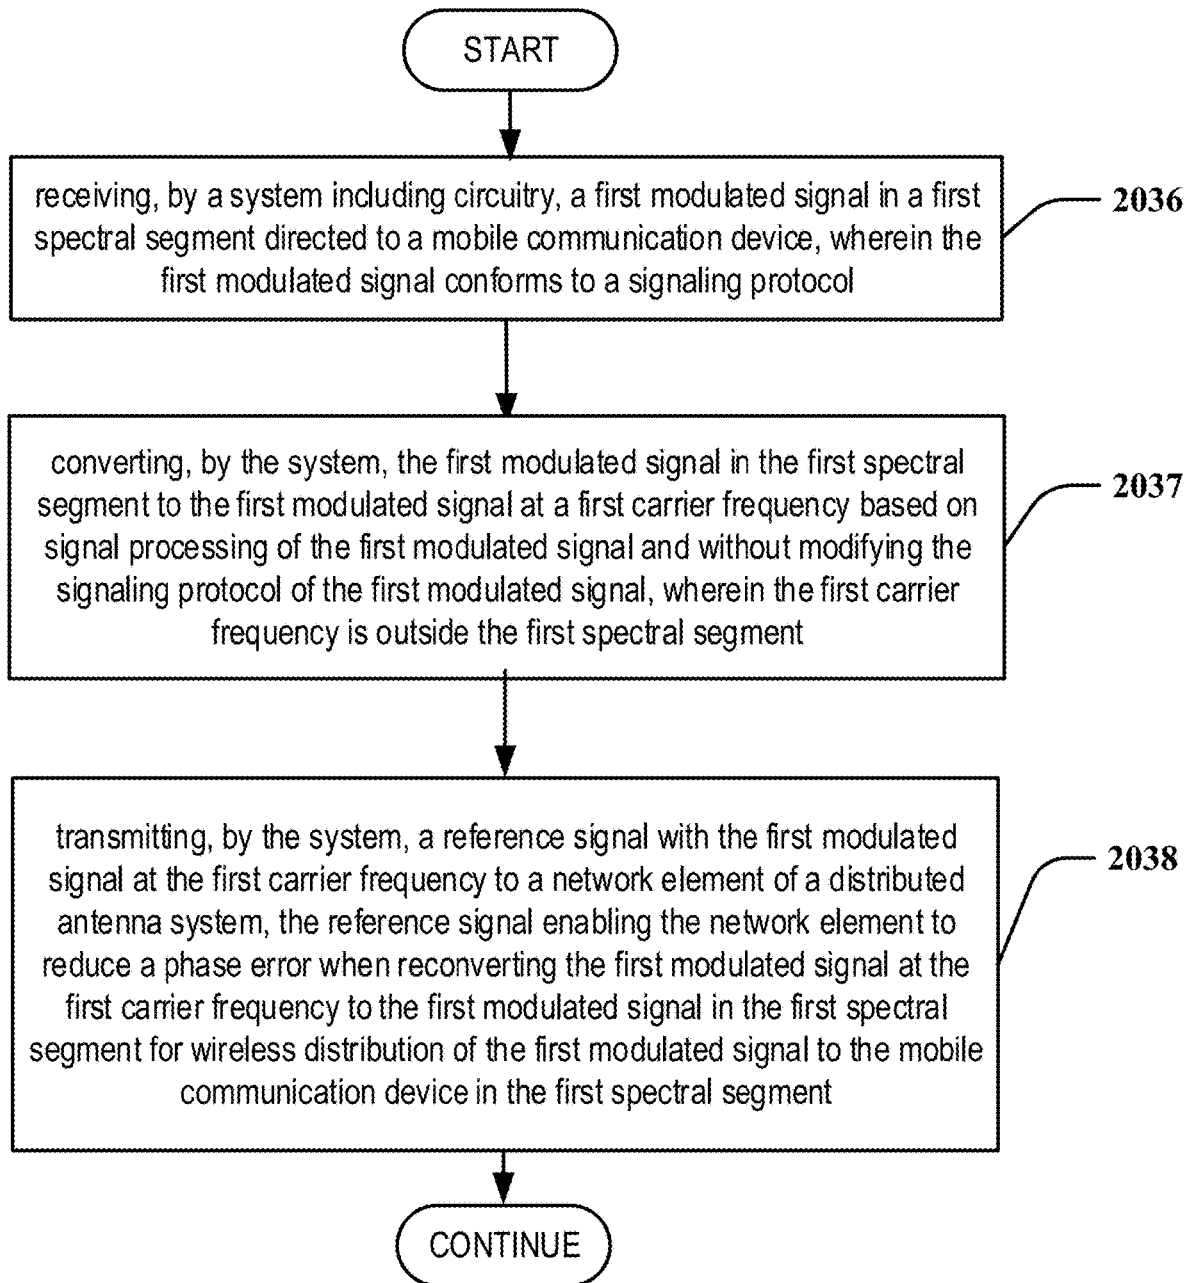 START
receiving, by a system including circuitry, a first modulated signal in a first
spectral segment directed to a mobile communication device, wherein the
first modulated signal conforms to a signaling protocol
2036
converting, by the system, the first modulated signal in the first spectral
segment to the first modulated signal at a first carrier frequency based on
signal processing of the first modulated signal and without modifying the
signaling protocol of the first modulated signal, wherein the first carrier
frequency is outside the first spectral segment
2037
transmitting, by the system, a reference signal with the first modulated
signal at the first carrier frequency to a network element of a distributed
antenna system, the reference signal enabling the network element to
reduce a phase error when reconverting the first modulated signal at the
first carrier frequency to the first modulated signal in the first spectral
segment for wireless distribution of the first modulated signal to the mobile
communication device in the first spectral segment
2038
CONTINUE